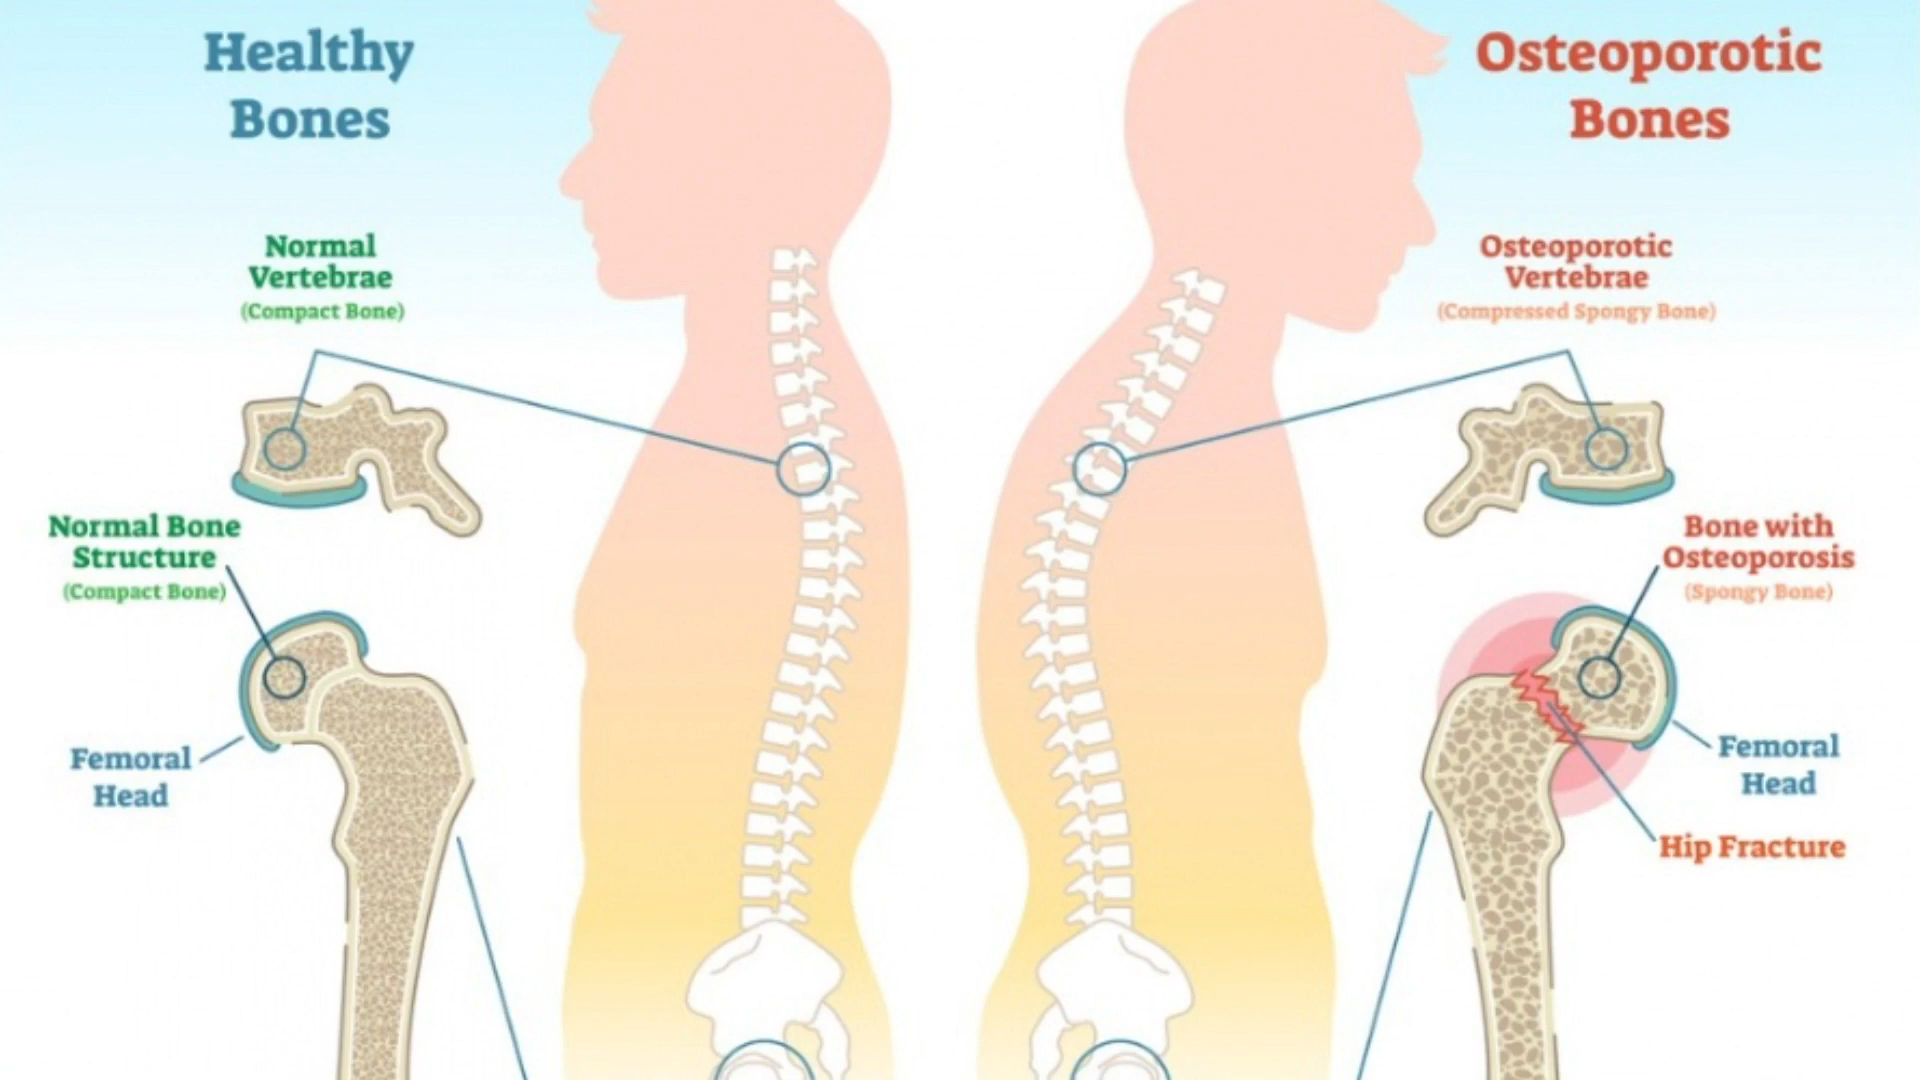 Healthy
Bones
Normal
Vertebrae
(Compact Bone)
Normal Bone
Structure
(Compact Bone)
Femoral
Head
Osteoporotic
Bones
Osteoporotic
Vertebrae
(Compressed Spongy Bone)
Bone with
Osteoporosis
(Spongy Bone)
Femoral
Head
Hip Fracture